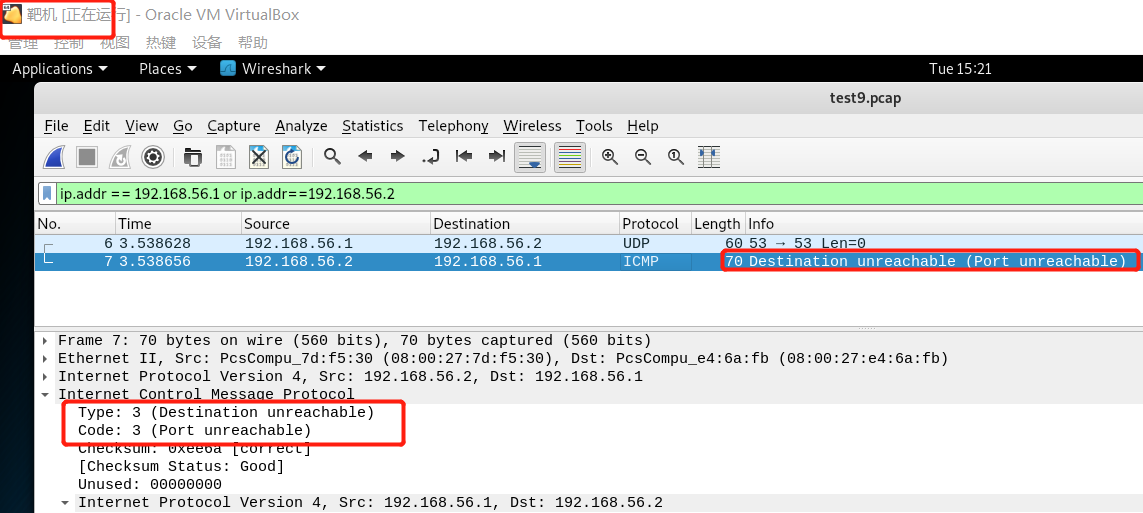 靶机 [正在运行] - Oracle VM VirtualBox
管理 控制 视图 热键 设备 帮助
Applications Places Wireshark Tue 15:21
test9.pcap
File Edit View Go Capture Analyze Statistics Telephony Wireless Tools Help
ip.addr == 192.168.56.1 or ip.addr==192.168.56.2
No. Time Source Destination Protocol Length Info
6 3.538628 192.168.56.1 192.168.56.2 UDP 60 53 → 53 Len=0
7 3.538656 192.168.56.2 192.168.56.1 ICMP 70 Destination unreachable (Port unreachable)
Frame 7: 70 bytes on wire (560 bits), 70 bytes captured (560 bits)
Ethernet II, Src: PcsCompu_7d:f5:30 (08:00:27:7d:f5:30), Dst: PcsCompu_e4:6a:fb (08:00:27:e4:6a:fb)
Internet Protocol Version 4, Src: 192.168.56.2, Dst: 192.168.56.1
Internet Control Message Protocol
Type: 3 (Destination unreachable)
Code: 3 (Port unreachable)
Checksum: 0xee6a [correct]
[Checksum Status: Good]
Unused: 00000000
Internet Protocol Version 4, Src: 192.168.56.1, Dst: 192.168.56.2